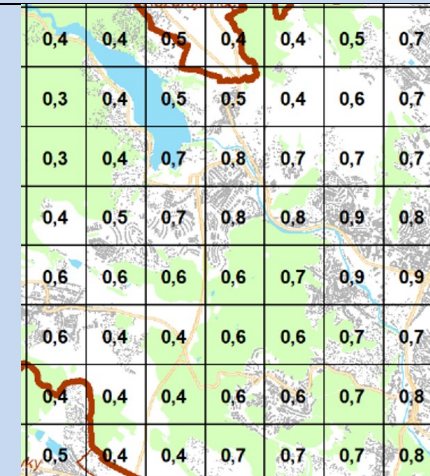 0,4 0,4 0,5 0,4 0,4 0,5 0,7
0,3 0,4 0,5 0,5 0,4 0,6 0,7
0,3 0,4 0,7 0,8 0,7 0,7 0,7
0,4 0,5 0,7 0,8 0,8 0,9 0,8
0,6 0,6 0,6 0,6 0,7 0,9 0,9
0,6 0,4 0,4 0,6 0,6 0,7 0,7
0,4 0,4 0,4 0,6 0,6 0,7 0,8
0,5 0,4 0,4 0,7 0,7 0,7 0,8